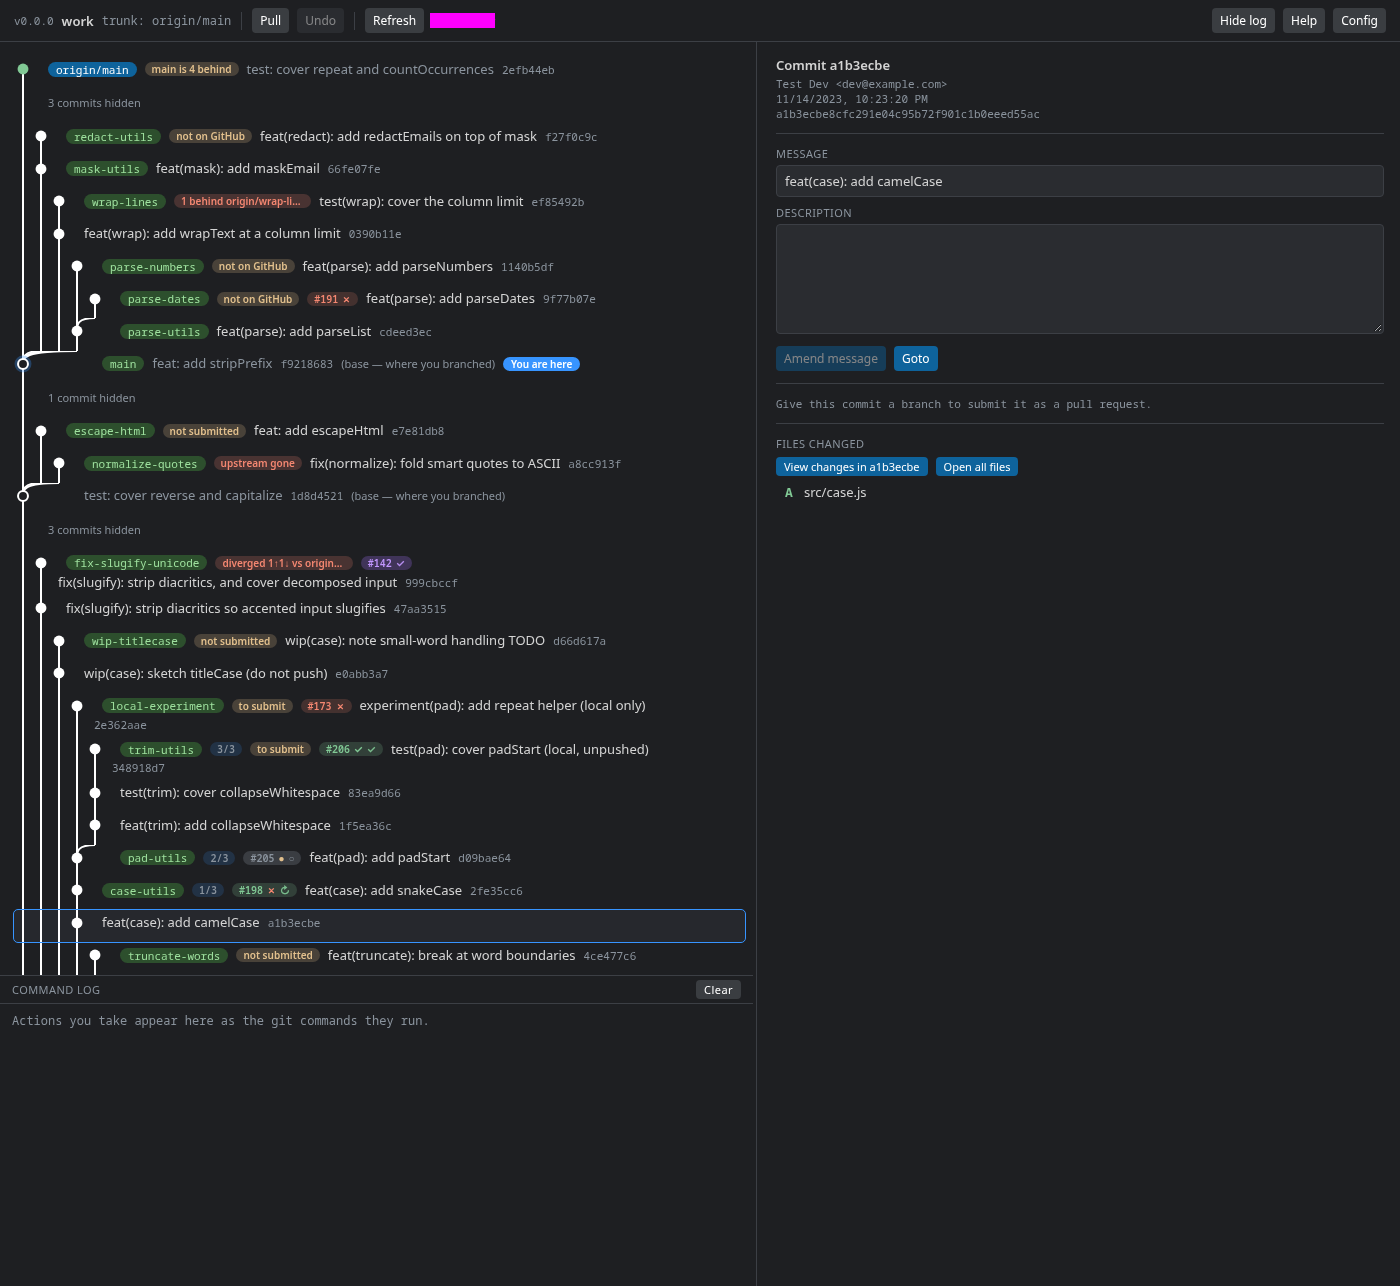 v0.0.0 work trunk: origin/main Pull Undo Refresh Hide log Help Config
origin/main main is 4 behind test: cover repeat and countOccurrences 2efb44eb
3 commits hidden
redact-utils not on GitHub feat(redact): add redactEmails on top of mask f27f0c9c
mask-utils feat(mask): add maskEmail 66fe07fe
wrap-lines 1 behind origin/wrap-li... test(wrap): cover the column limit ef85492b
feat(wrap): add wrapText at a column limit 0390b11e
parse-numbers not on GitHub feat(parse): add parseNumbers 1140b5df
parse-dates not on GitHub #191 × feat(parse): add parseDates 9f77b07e
parse-utils feat(parse): add parseList cdeed3ec
main feat: add stripPrefix f9218683 (base — where you branched) You are here
1 commit hidden
escape-html not submitted feat: add escapeHtml e7e81db8
normalize-quotes upstream gone fix(normalize): fold smart quotes to ASCII a8cc913f
test: cover reverse and capitalize 1d8d4521 (base — where you branched)
3 commits hidden
fix-slugify-unicode diverged 1↑1↓ vs origin... #142 ✓
fix(slugify): strip diacritics, and cover decomposed input 999cbccf
fix(slugify): strip diacritics so accented input slugifies 47aa3515
wip-titlecase not submitted wip(case): note small-word handling TODO d66d617a
wip(case): sketch titleCase (do not push) e0abb3a7
local-experiment to submit #173 × experiment(pad): add repeat helper (local only)
2e362aae
trim-utils 3/3 to submit #206 ✓ ✓ test(pad): cover padStart (local, unpushed)
348918d7
test(trim): cover collapseWhitespace 83ea9d66
feat(trim): add collapseWhitespace 1f5ea36c
pad-utils 2/3 #205 ● ○ feat(pad): add padStart d09bae64
case-utils 1/3 #198 × ↻ feat(case): add snakeCase 2fe35cc6
feat(case): add camelCase a1b3ecbe
truncate-words not submitted feat(truncate): break at word boundaries 4ce477c6
COMMAND LOG Clear
Actions you take appear here as the git commands they run.
Commit a1b3ecbe
Test Dev <dev@example.com>
11/14/2023, 10:23:20 PM
a1b3ecbe8cfc291e04c95b72f901c1b0eeed55ac
MESSAGE
feat(case): add camelCase
DESCRIPTION
Amend message Goto
Give this commit a branch to submit it as a pull request.
FILES CHANGED
View changes in a1b3ecbe Open all files
A src/case.js